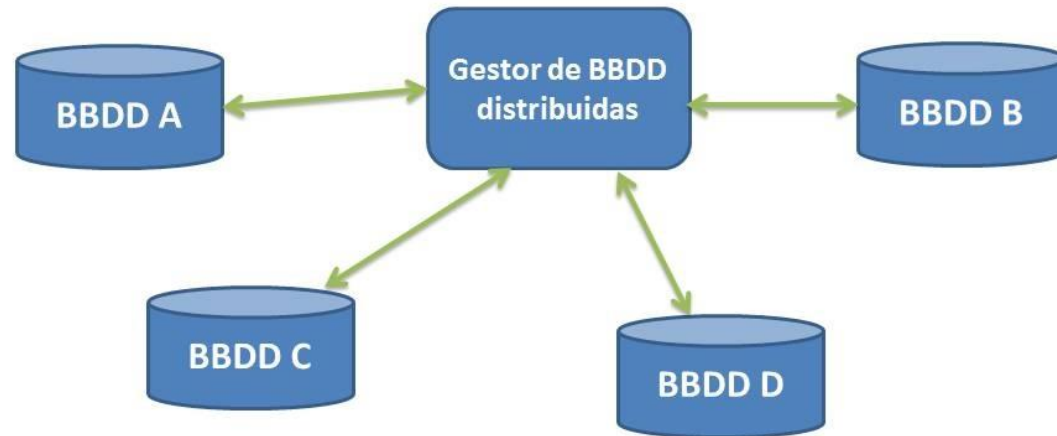 Gestor de BBDD
distribuidas
BBDD A
BBDD B
BBDD C
BBDD D